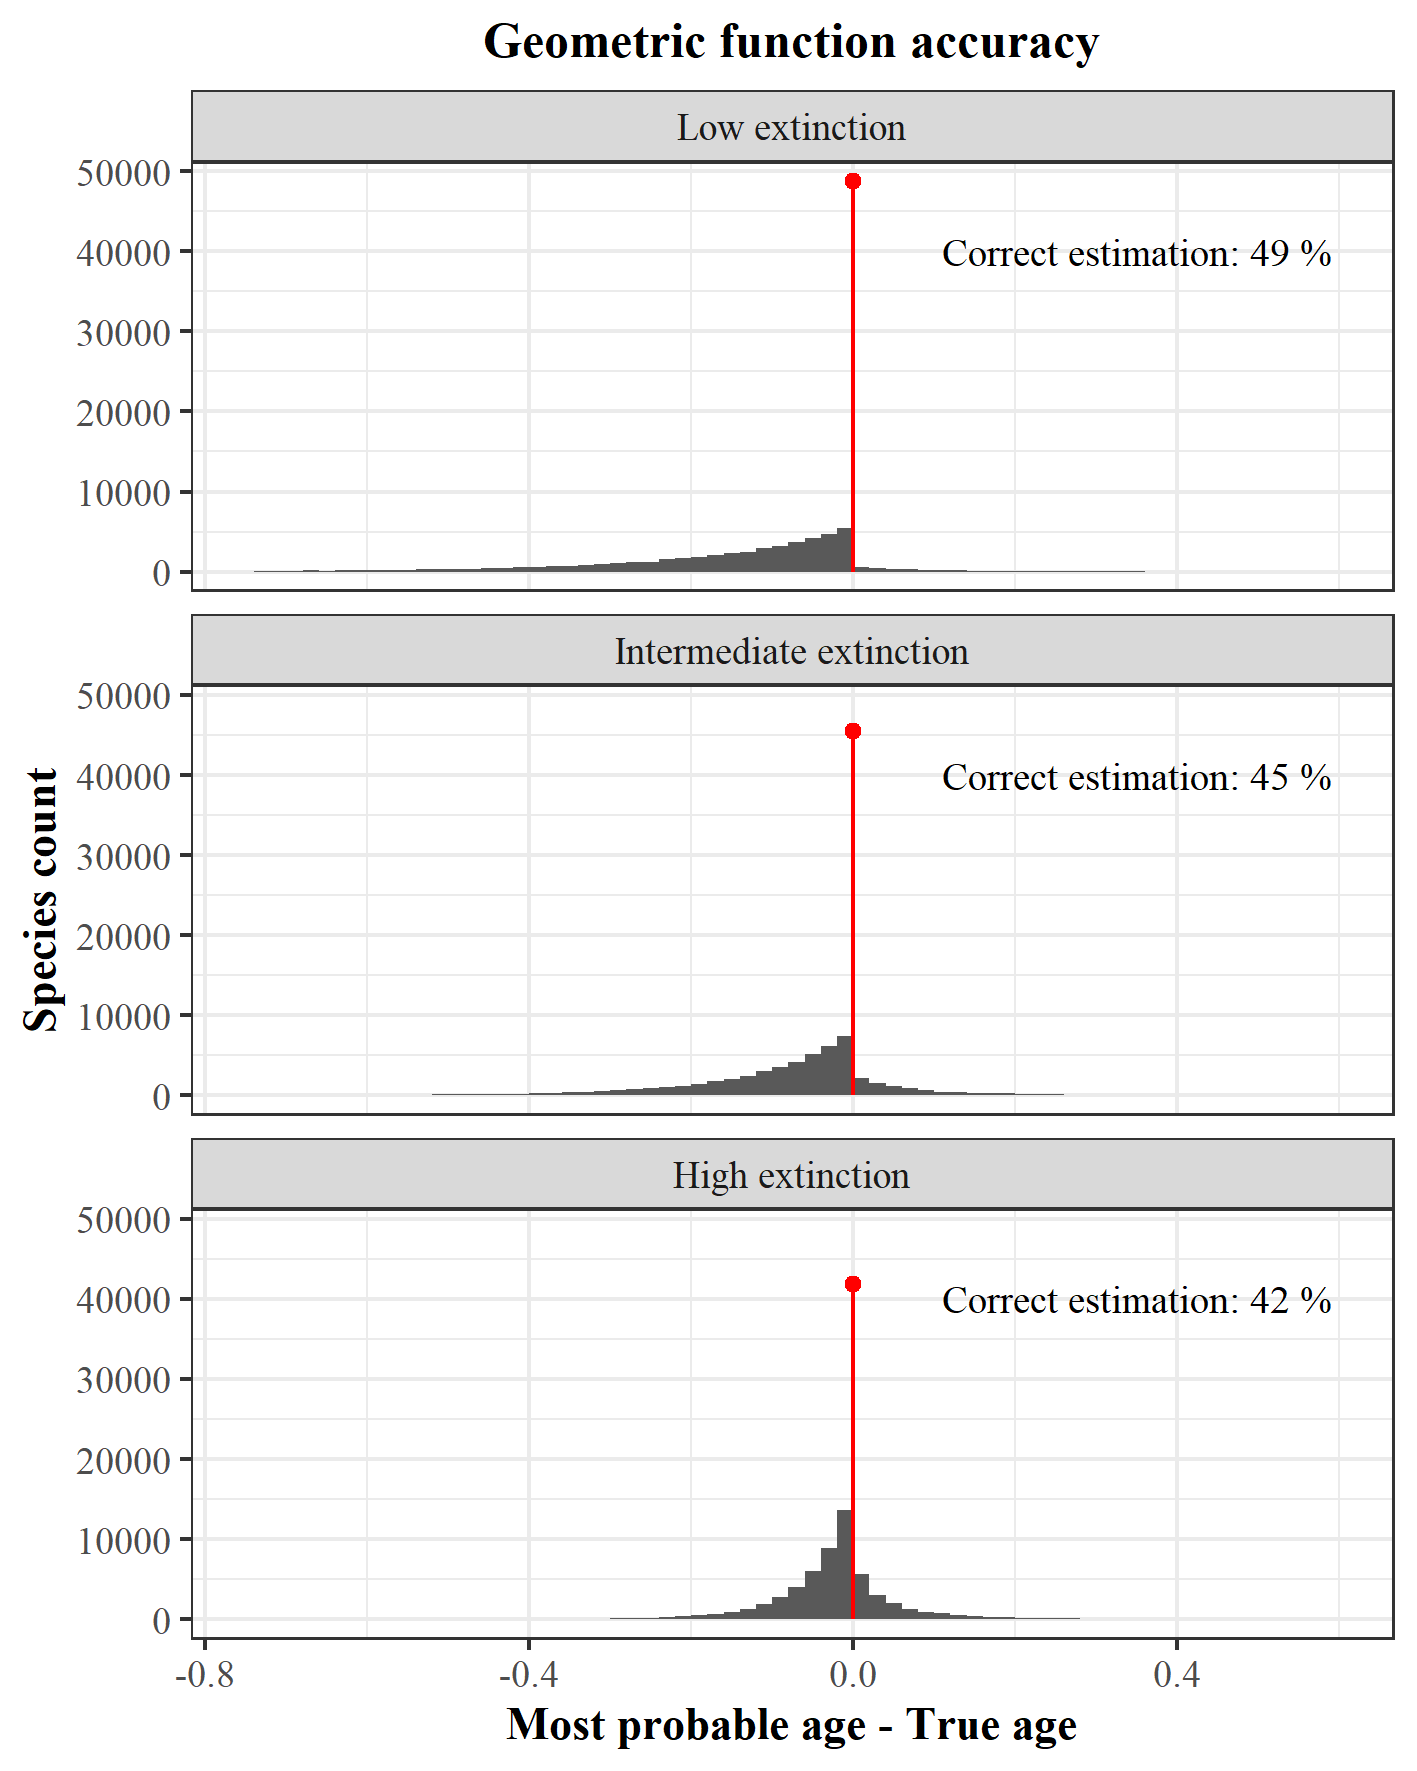 Geometric function accuracy
Low extinction
50000
40000
30000
20000
10000
0
Correct estimation: 49 %
Intermediate extinction
50000
40000
30000
20000
10000
0
Correct estimation: 45 %
Species count
High extinction
50000
40000
30000
20000
10000
0
Correct estimation: 42 %
-0.8 -0.4 0.0 0.4
Most probable age - True age